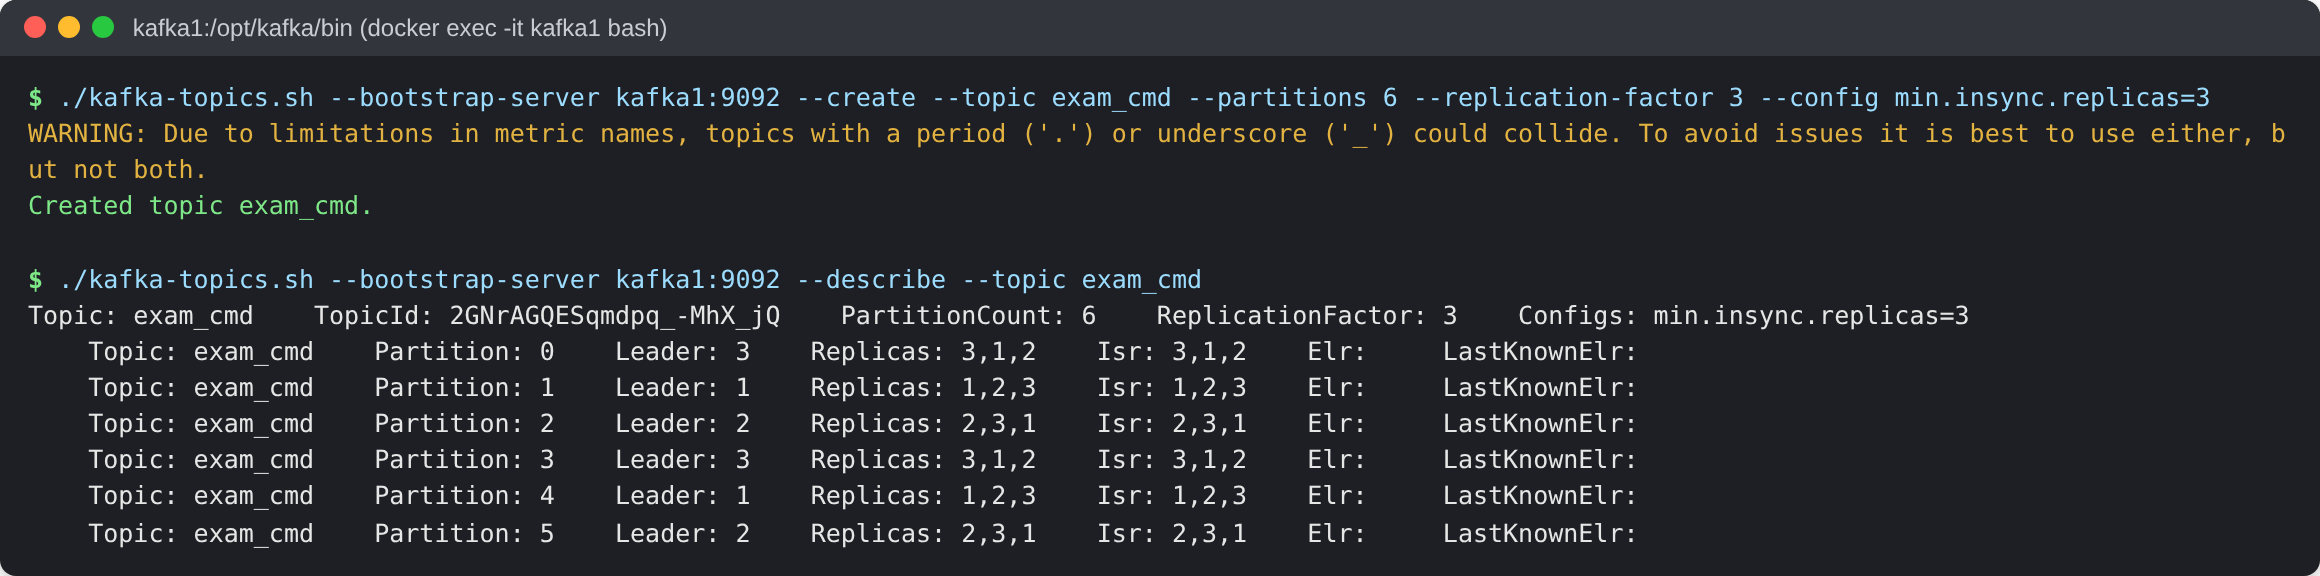 kafka1:/opt/kafka/bin (docker exec -it kafka1 bash)
$ ./kafka-topics.sh --bootstrap-server kafka1:9092 --create --topic exam_cmd --partitions 6 --replication-factor 3 --config min.insync.replicas=3
WARNING: Due to limitations in metric names, topics with a period ('.') or underscore ('_') could collide. To avoid issues it is best to use either, b
ut not both.
Created topic exam_cmd.
$ ./kafka-topics.sh --bootstrap-server kafka1:9092 --describe --topic exam_cmd
Topic: exam_cmd    TopicId: 2GNrAGQESqmdpq_-MhX_jQ    PartitionCount: 6    ReplicationFactor: 3    Configs: min.insync.replicas=3
    Topic: exam_cmd    Partition: 0    Leader: 3    Replicas: 3,1,2    Isr: 3,1,2    Elr:     LastKnownElr:
    Topic: exam_cmd    Partition: 1    Leader: 1    Replicas: 1,2,3    Isr: 1,2,3    Elr:     LastKnownElr:
    Topic: exam_cmd    Partition: 2    Leader: 2    Replicas: 2,3,1    Isr: 2,3,1    Elr:     LastKnownElr:
    Topic: exam_cmd    Partition: 3    Leader: 3    Replicas: 3,1,2    Isr: 3,1,2    Elr:     LastKnownElr:
    Topic: exam_cmd    Partition: 4    Leader: 1    Replicas: 1,2,3    Isr: 1,2,3    Elr:     LastKnownElr:
    Topic: exam_cmd    Partition: 5    Leader: 2    Replicas: 2,3,1    Isr: 2,3,1    Elr:     LastKnownElr: